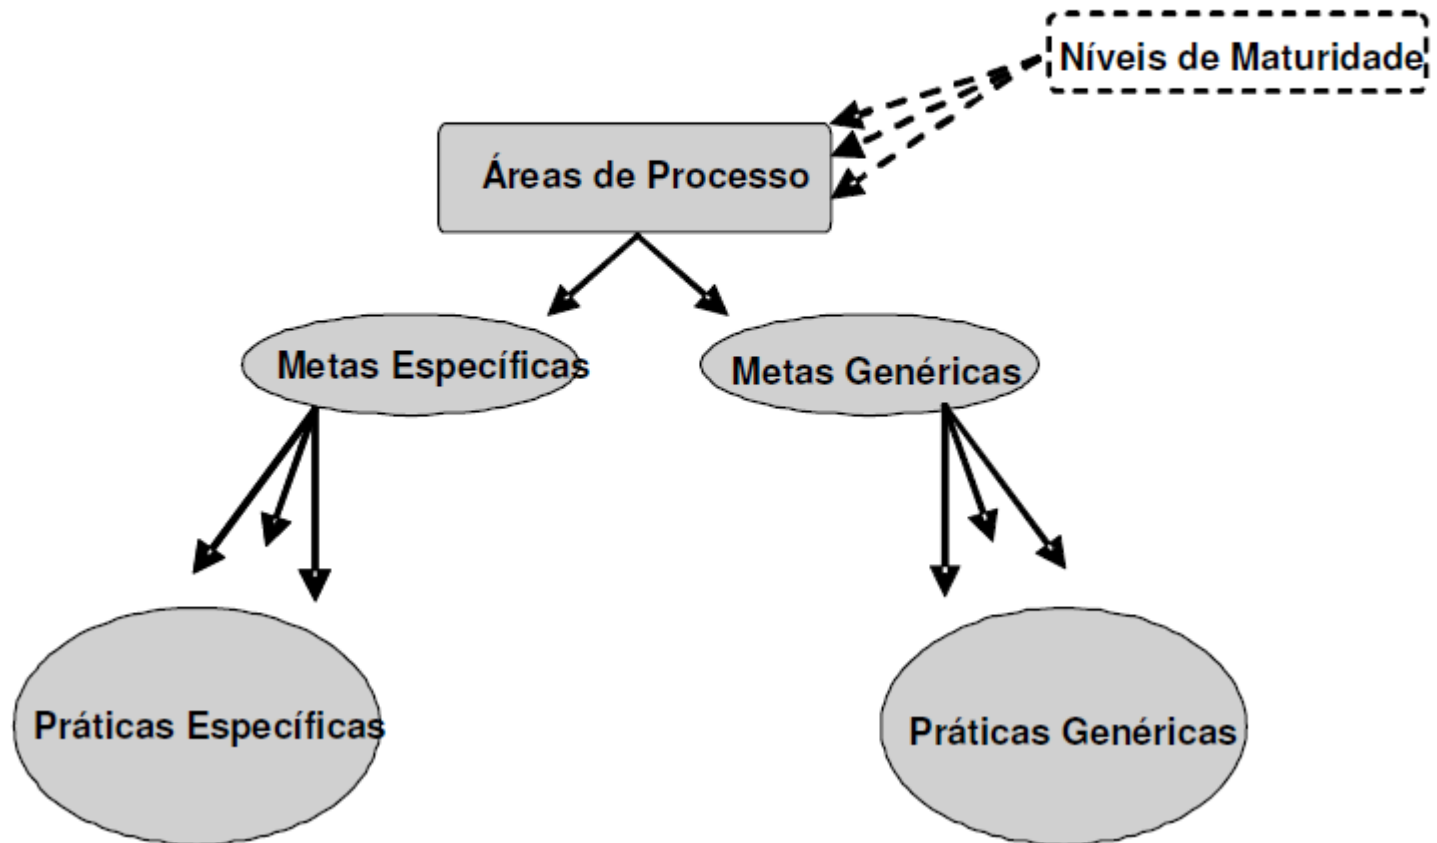 Níveis de Maturidade
Áreas de Processo
Metas Específicas
Metas Genéricas
Práticas Específicas
Práticas Genéricas